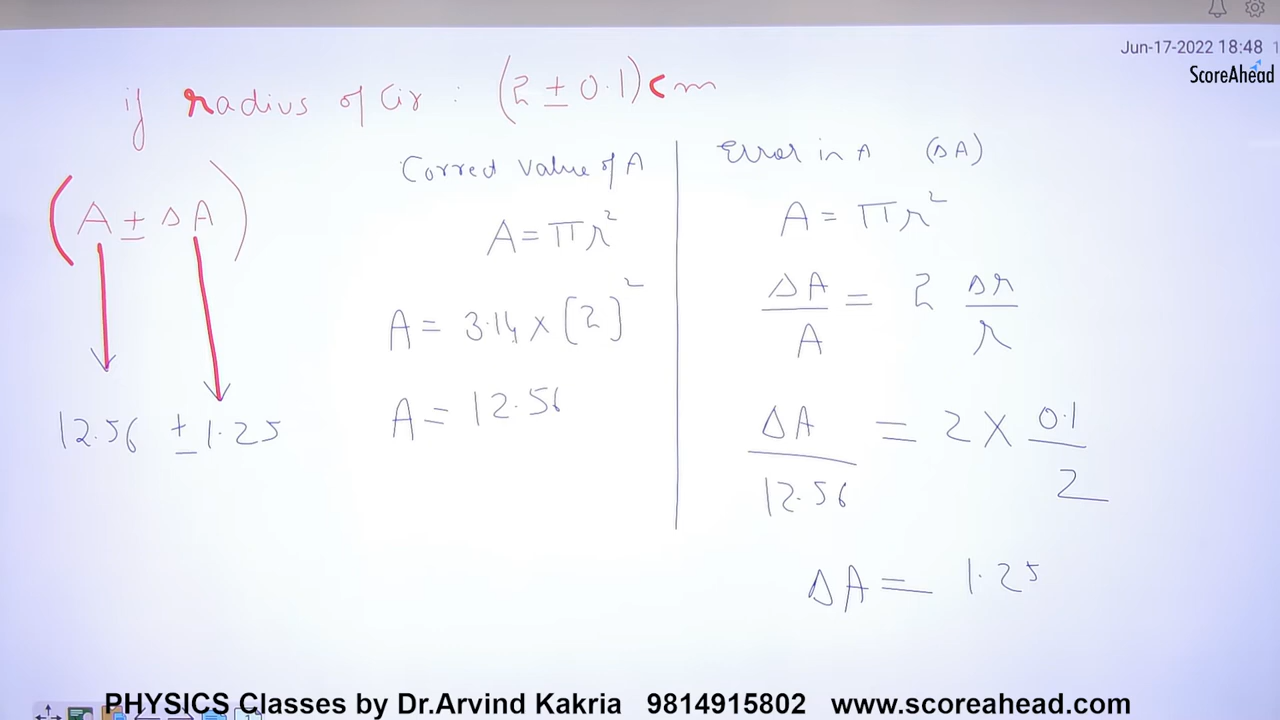 Jun-17-2022 18:48 1
ScoreAhead
if radius of Cir : (2 ± 0.1) cm
(A ± ΔA)
12.56 ± 1.25
Correct value of A
A = πr²
A = 3.14 × [2]²
A = 12.56
Error in A (ΔA)
A = πr²
ΔA/A = 2 Δr/r
ΔA/12.56 = 2 × 0.1/2
ΔA = 1.25
PHYSICS Classes by Dr.Arvind Kakria 9814915802 www.scoreahead.com